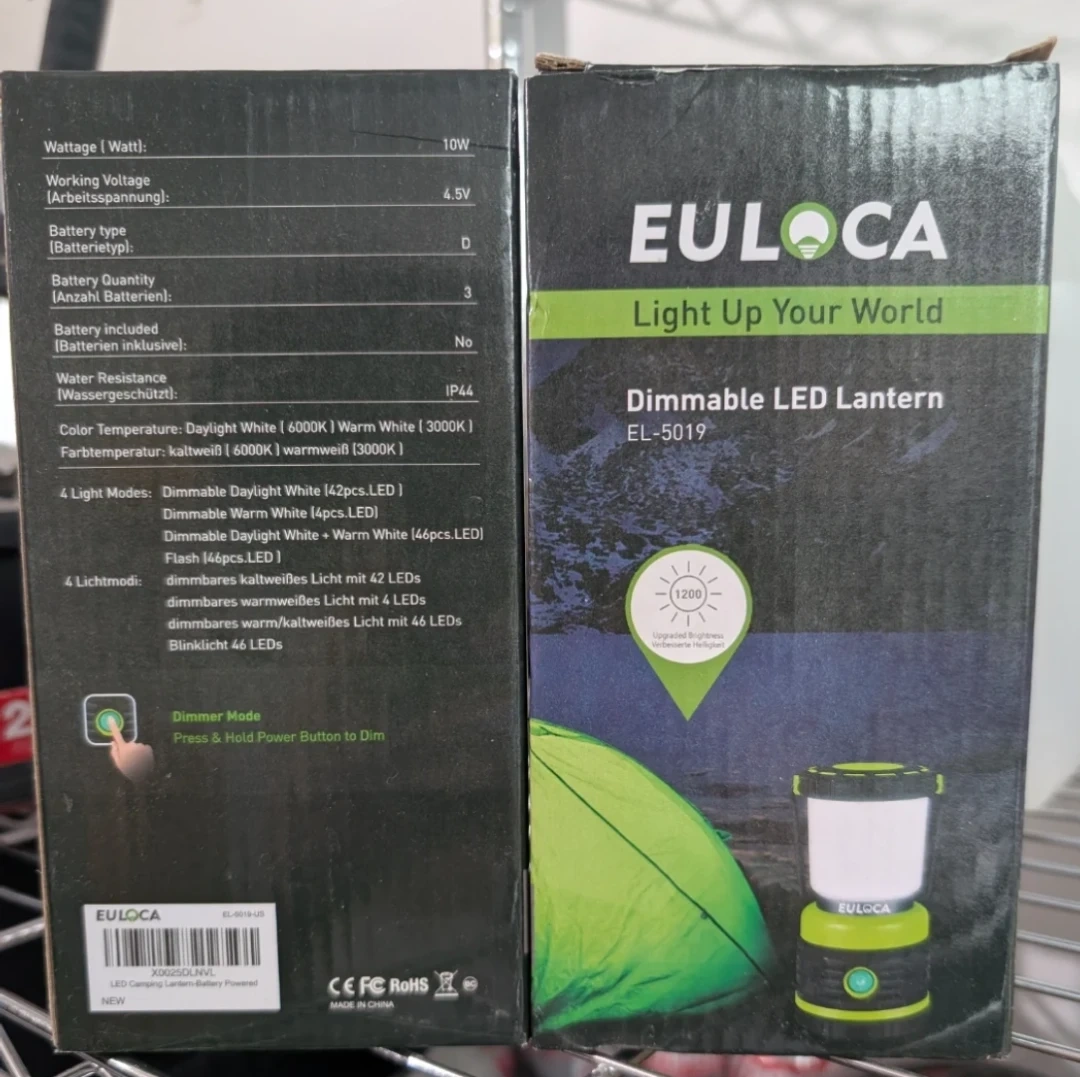 Wattage ( Watt): 10W
Working Voltage
(Arbeitsspannung): 4.5V
Battery type
(Batterietyp): D
Battery Quantity
(Anzahl Batterien): 3
Battery included
(Batterien inklusive): No
Water Resistance
(Wassergeschützt): IP44
Color Temperature: Daylight White ( 6000K ) Warm White ( 3000K )
Farbtemperatur: kaltweiß ( 6000K ) warmweiß (3000K )
4 Light Modes: Dimmable Daylight White (42pcs.LED )
Dimmable Warm White (4pcs.LED)
Dimmable Daylight White + Warm White (46pcs.LED)
Flash (46pcs.LED )
4 Lichtmodi: dimmbares kaltweißes Licht mit 42 LEDs
dimmbares warmweißes Licht mit 4 LEDs
dimmbares warm/kaltweißes Licht mit 46 LEDs
Blinklicht 46 LEDs
Dimmer Mode
Press & Hold Power Button to Dim
EULOCA EL-5019-US
X0025DLNVL
LED Camping Lantern-Battery Powered
NEW
CE FC RoHS
MADE IN CHINA
EULOCA
Light Up Your World
Dimmable LED Lantern
EL-5019
1200
Upgraded Brightness
Verbesserte Helligkeit
EULOCA
2